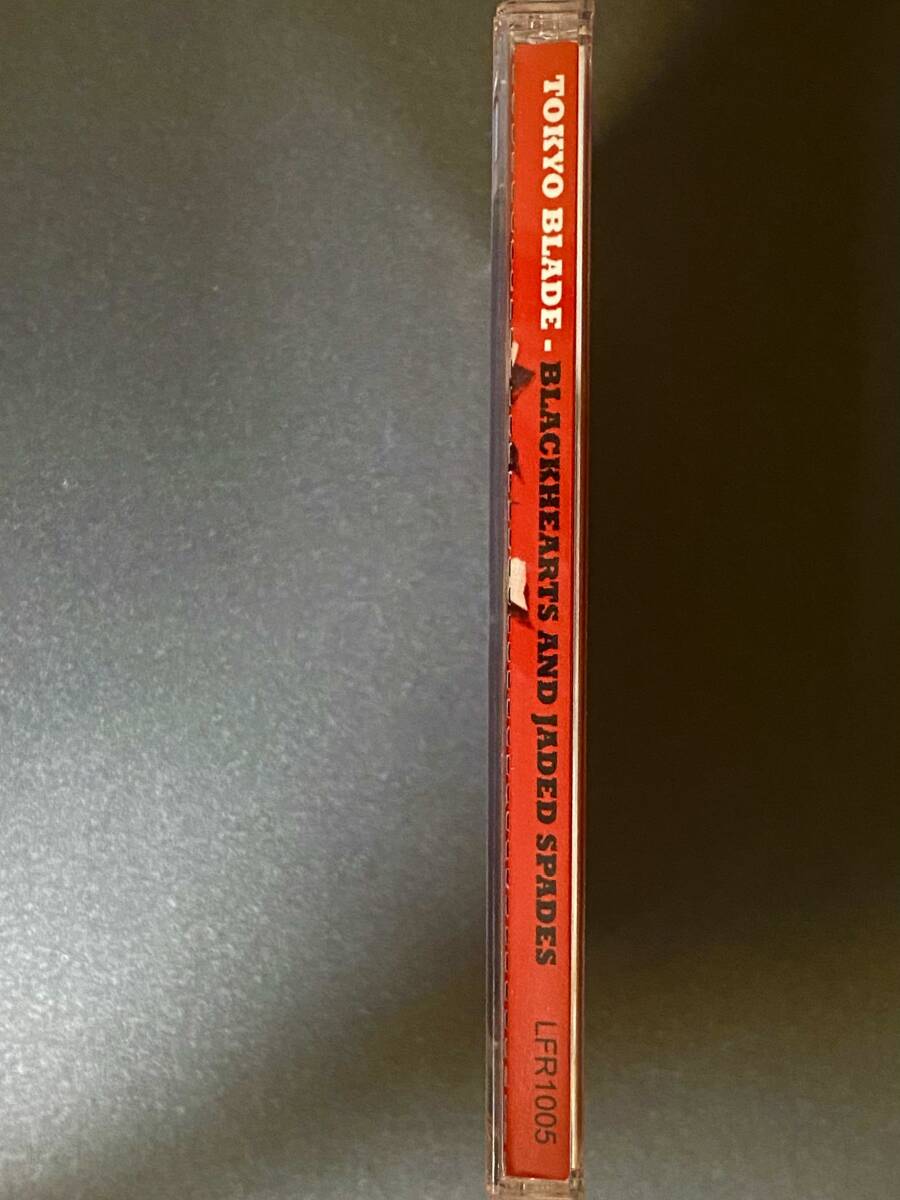 TOKYO BLADE - BLACKHEARTS AND JADED SPADES LFR1005